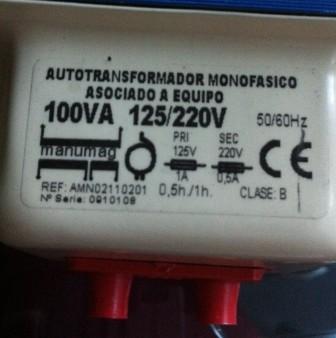 AUTOTRANSFORMADOR MONOFASICO
ASOCIADO A EQUIPO
100VA 125/220V 50/60Hz
PRI SEC
125V 220V
manumag
1A 0,5A
CE
REF: AMN02110201 0,5h./1h. CLASE: B
Nº Serie: 0910108